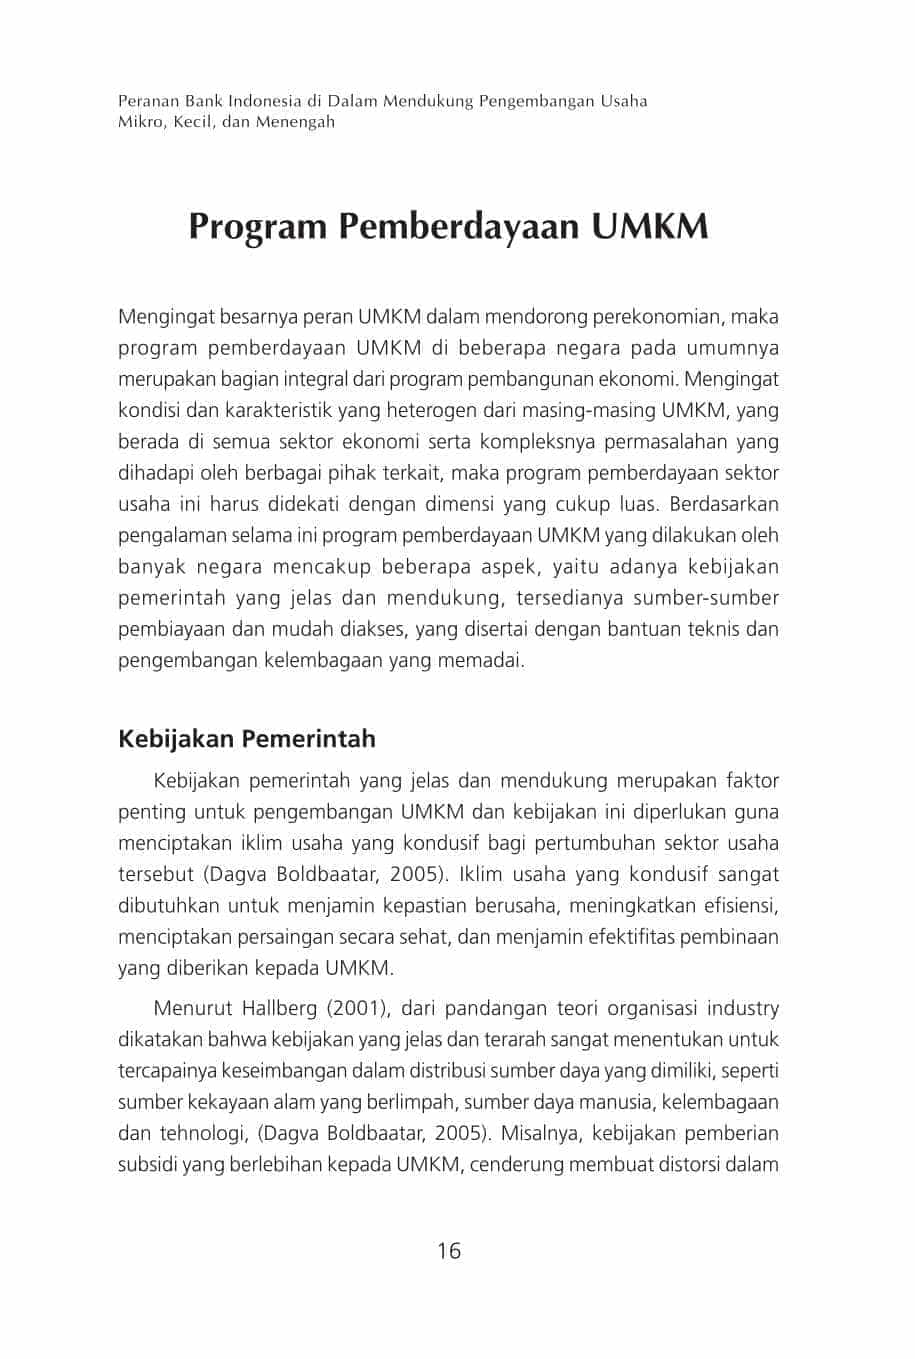 Peranan Bank Indonesia di Dalam Mendukung Pengembangan Usaha
Mikro, Kecil, dan Menengah
Program Pemberdayaan UMKM
Mengingat besarnya peran UMKM dalam mendorong perekonomian, maka
program pemberdayaan UMKM di beberapa negara pada umumnya
merupakan bagian integral dari program pembangunan ekonomi. Mengingat
kondisi dan karakteristik yang heterogen dari masing-masing UMKM, yang
berada di semua sektor ekonomi serta kompleksnya permasalahan yang
dihadapi oleh berbagai pihak terkait, maka program pemberdayaan sektor
usaha ini harus didekati dengan dimensi yang cukup luas. Berdasarkan
pengalaman selama ini program pemberdayaan UMKM yang dilakukan oleh
banyak negara mencakup beberapa aspek, yaitu adanya kebijakan
pemerintah yang jelas dan mendukung, tersedianya sumber-sumber
pembiayaan dan mudah diakses, yang disertai dengan bantuan teknis dan
pengembangan kelembagaan yang memadai.
Kebijakan Pemerintah
Kebijakan pemerintah yang jelas dan mendukung merupakan faktor
penting untuk pengembangan UMKM dan kebijakan ini diperlukan guna
menciptakan iklim usaha yang kondusif bagi pertumbuhan sektor usaha
tersebut (Dagva Boldbaatar, 2005). Iklim usaha yang kondusif sangat
dibutuhkan untuk menjamin kepastian berusaha, meningkatkan efisiensi,
menciptakan persaingan secara sehat, dan menjamin efektifitas pembinaan
yang diberikan kepada UMKM.
Menurut Hallberg (2001), dari pandangan teori organisasi industry
dikatakan bahwa kebijakan yang jelas dan terarah sangat menentukan untuk
tercapainya keseimbangan dalam distribusi sumber daya yang dimiliki, seperti
sumber kekayaan alam yang berlimpah, sumber daya manusia, kelembagaan
dan tehnologi, (Dagva Boldbaatar, 2005). Misalnya, kebijakan pemberian
subsidi yang berlebihan kepada UMKM, cenderung membuat distorsi dalam
16